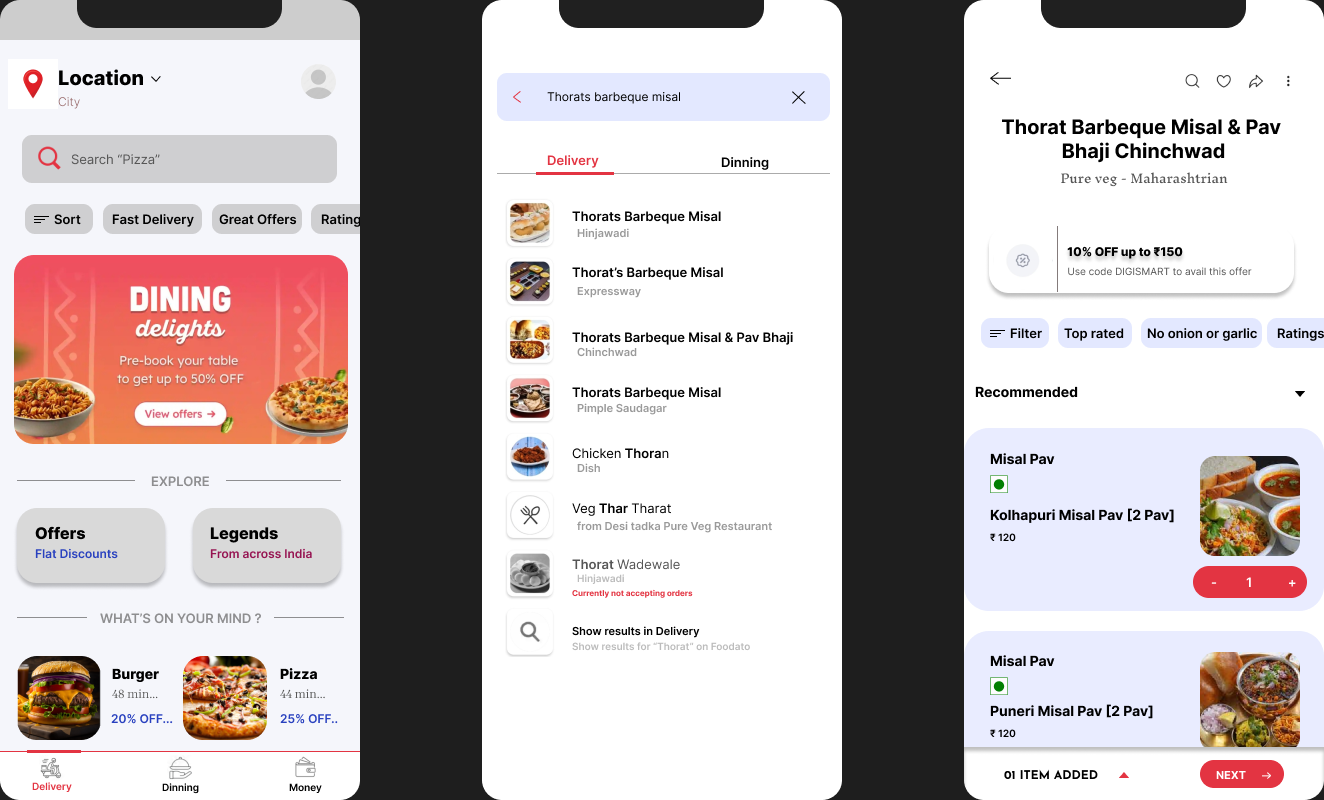 Location
City
Search “Pizza”
Sort
Fast Delivery
Great Offers
Rating
DINING
delights
Pre-book your table
to get up to 50% OFF
View offers →
EXPLORE
Offers
Flat Discounts
Legends
From across India
WHAT'S ON YOUR MIND ?
Burger
48 min...
20% OFF...
Pizza
44 min...
25% OFF..
Delivery
Dinning
Money
Thorats barbeque misal
Delivery
Dinning
Thorats Barbeque Misal
Hinjawadi
Thorat’s Barbeque Misal
Expressway
Thorats Barbeque Misal & Pav Bhaji
Chinchwad
Thorats Barbeque Misal
Pimple Saudagar
Chicken Thoran
Dish
Veg Thar Tharat
from Desi tadka Pure Veg Restaurant
Thorat Wadewale
Hinjawadi
Currently not accepting orders
Show results in Delivery
Show results for “Thorat” on Foodato
Thorat Barbeque Misal & Pav
Bhaji Chinchwad
Pure veg - Maharashtrian
10% OFF up to ₹150
Use code DIGISMART to avail this offer
Filter
Top rated
No onion or garlic
Ratings
Recommended
Misal Pav
Kolhapuri Misal Pav [2 Pav]
₹ 120
- 1 +
Misal Pav
Puneri Misal Pav [2 Pav]
₹ 120
01 ITEM ADDED
NEXT →